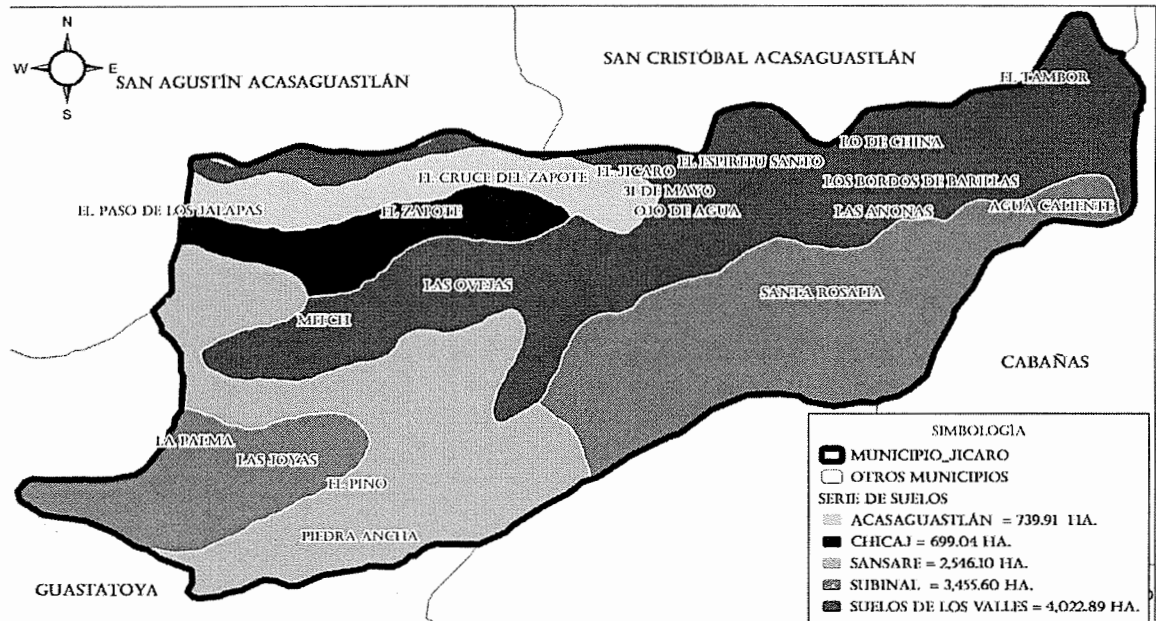 N
W E
S
SAN AGUSTÍN ACASAGUASTLÁN
SAN CRISTÓBAL ACASAGUASTLÁN
EL TAMBOR
LO DE CHINA
EL ESPIRITU SANTO
EL JICARO
EL CRUCE DEL ZAPOTE
31 DE MAYO
LOS BORDOS DE BARILLAS
EL PASO DE LOS JALAPAS
EL ZAPOTE
OJO DE AGUA
LAS ANONAS
AGUA CALIENTE
LAS OVEJAS
SANTA ROSALIA
MELCH
CABAÑAS
LA PALMA
LAS JOYAS
EL PINO
PIEDRA ANCHA
GUASTATOYA
SIMBOLOGÍA
MUNICIPIO_JICARO
OTROS MUNICIPIOS
SERIE DE SUELOS
ACASAGUASTLÁN = 739.91 HA.
CHICAJ = 699.04 HA.
SANSARE = 2,546.10 HA.
SUBINAL = 3,455.60 HA.
SUELOS DE LOS VALLES = 4,022.89 HA.